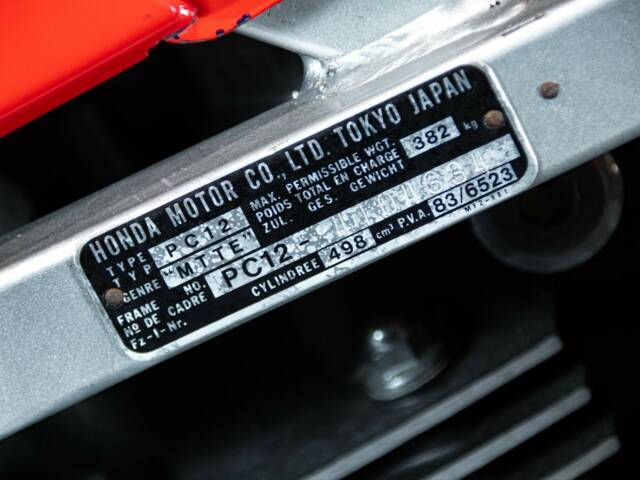 HONDA MOTOR CO., LTD. TOKYO JAPAN
TYPE
TYP PC12
MAX. PERMISSIBLE WGT.
POIDS TOTAL EN CHARGE 382 kg
ZUL. GES. GEWICHT
GENRE "MTTE"
FRAME NO.
Nº DE CADRE PC12-
Fz-I-Nr.
CYLINDREE 498 cm³ P.V.A. 83/6523